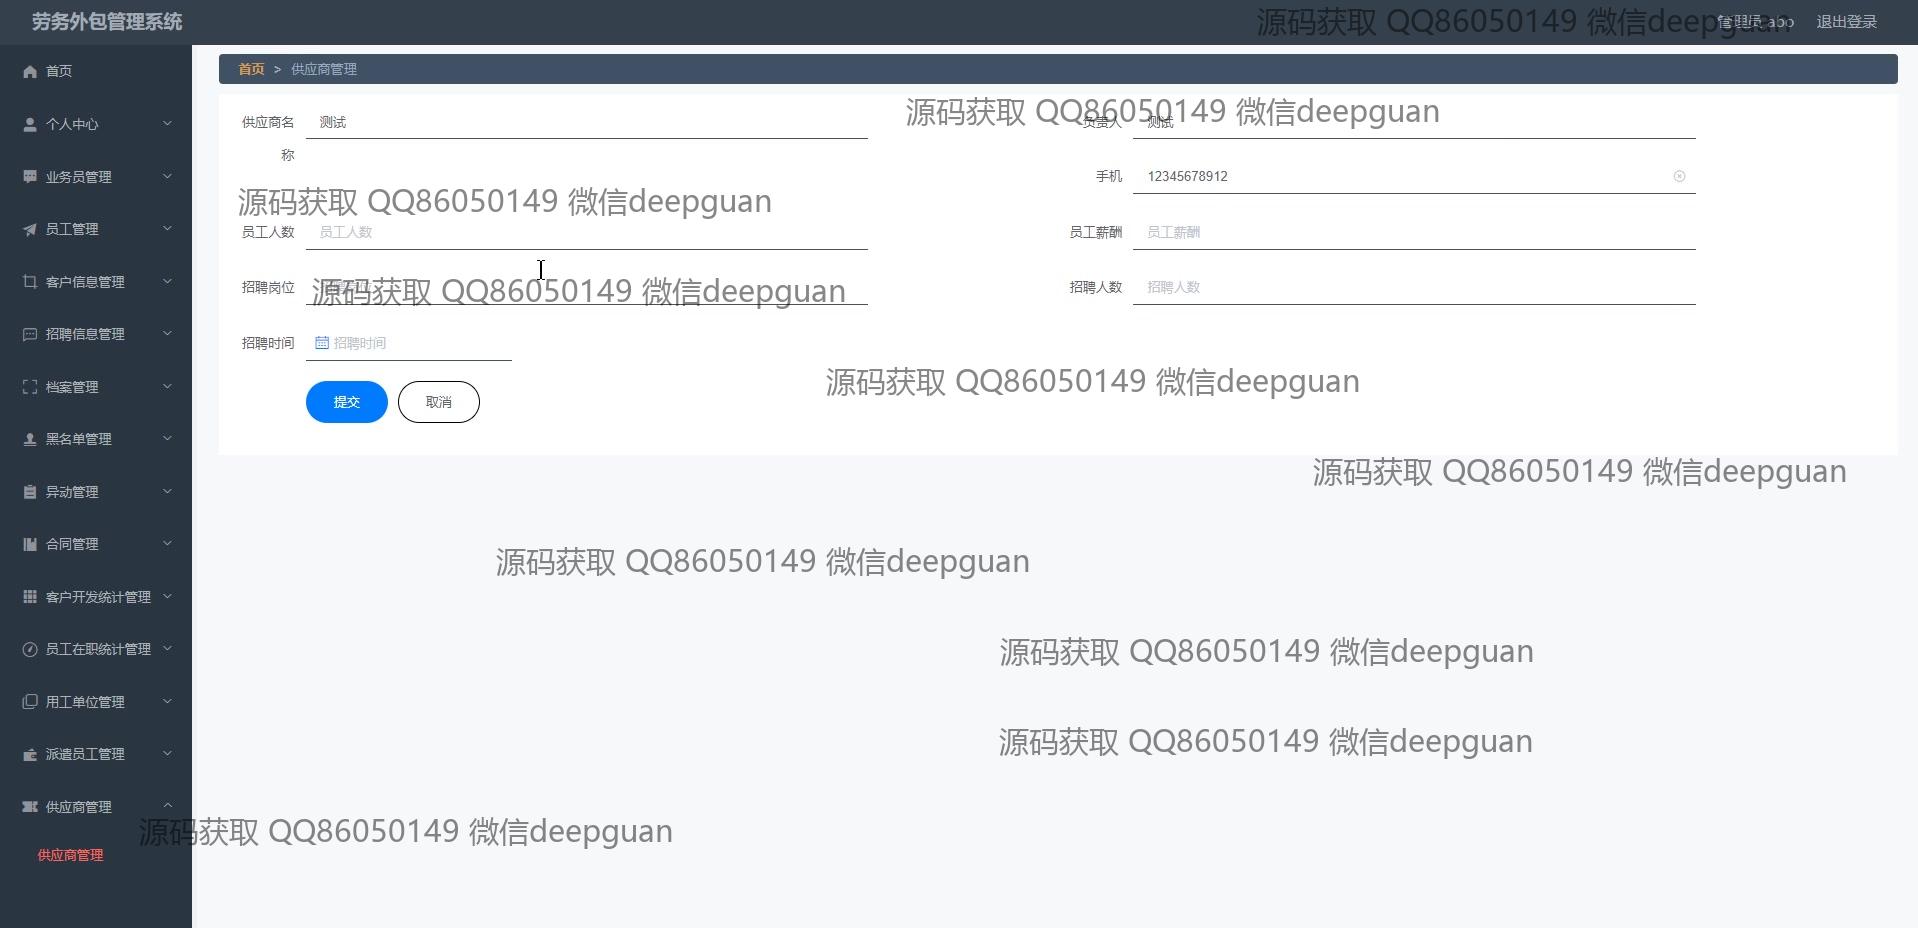 劳务外包管理系统
源码获取 QQ86050149 微信deepguan
管理员 abo
退出登录
首页
首页 > 供应商管理
源码获取 QQ86050149 微信deepguan
供应商名称
测试
负责人
测试
个人中心
业务员管理
手机
12345678912
源码获取 QQ86050149 微信deepguan
员工管理
员工人数
员工人数
员工薪酬
员工薪酬
客户信息管理
招聘岗位
源码获取 QQ86050149 微信deepguan
招聘人数
招聘人数
招聘信息管理
招聘时间
招聘时间
档案管理
提交
取消
源码获取 QQ86050149 微信deepguan
黑名单管理
源码获取 QQ86050149 微信deepguan
异动管理
合同管理
源码获取 QQ86050149 微信deepguan
客户开发统计管理
员工在职统计管理
源码获取 QQ86050149 微信deepguan
用工单位管理
源码获取 QQ86050149 微信deepguan
派遣员工管理
供应商管理
源码获取 QQ86050149 微信deepguan
供应商管理